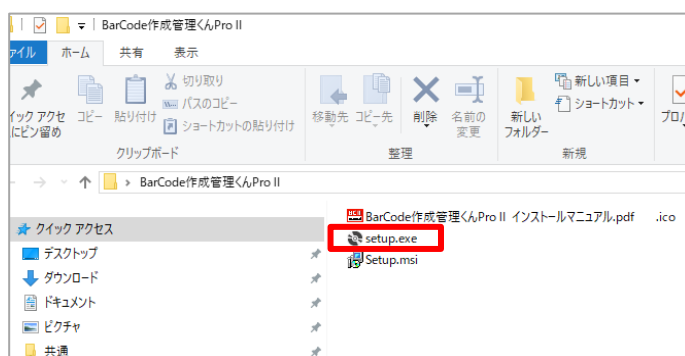 BarCode作成管理くんPro II
ァイル ホーム 共有 表示
イック アクセ
にピン留め
コピー
貼り付け
切り取り
パスのコピー
ショートカットの貼り付け
クリップボード
移動先 コピー先 削除 名前の
変更
整理
新しい
フォルダー
新しい項目
ショートカット
新規
プロ
BarCode作成管理くんPro II
クイック アクセス
デスクトップ
ダウンロード
ドキュメント
ピクチャ
共通
BarCode作成管理くんPro II インストールマニュアル.pdf .ico
setup.exe
Setup.msi